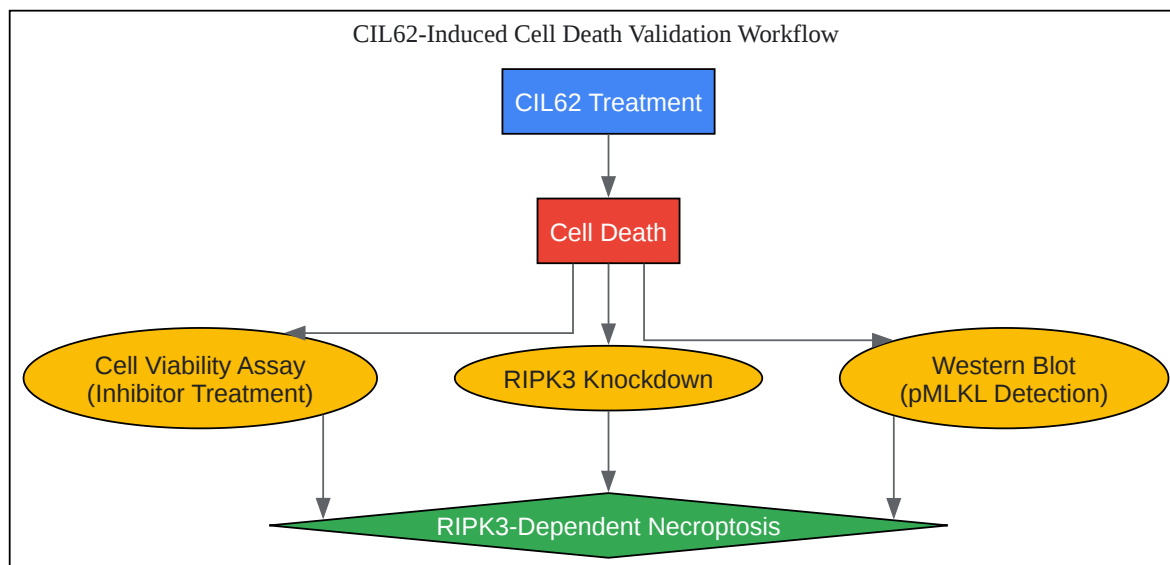 CIL62-Induced Cell Death Validation Workflow
CIL62 Treatment
Cell Death
Cell Viability Assay
(Inhibitor Treatment)
RIPK3 Knockdown
Western Blot
(pMLKL Detection)
RIPK3-Dependent Necroptosis